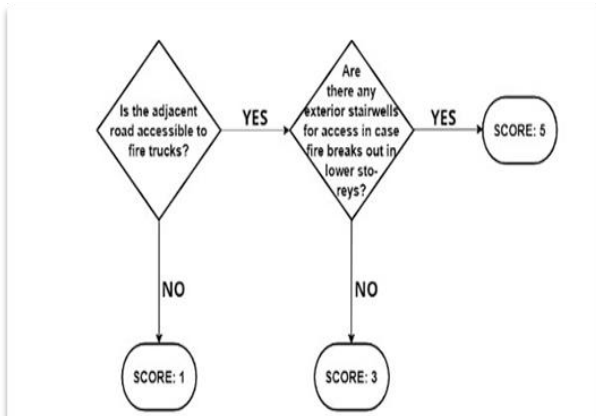 Is the adjacent
road accessible to
fire trucks?
YES
Are
there any
exterior stairwells
for access in case
fire breaks out in
lower sto-
reys?
YES
SCORE: 5
NO
NO
SCORE: 1
SCORE: 3